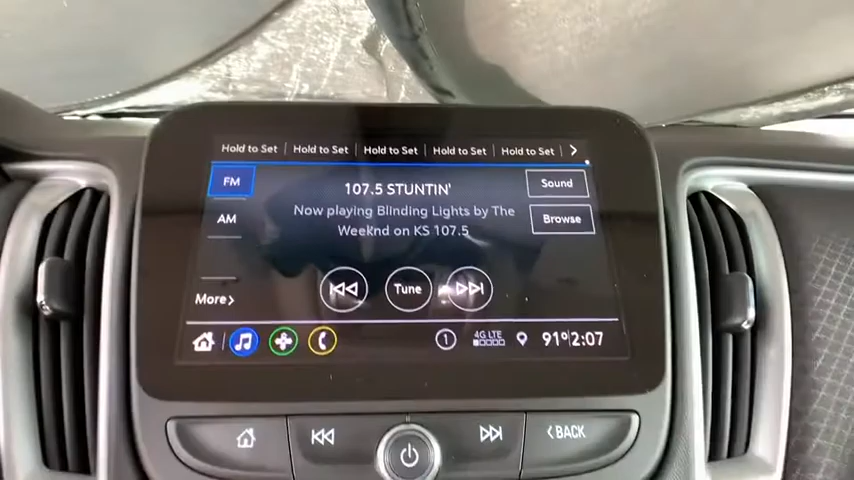 Hold to Set Hold to Set Hold to Set Hold to Set Hold to Set
FM
107.5 STUNTIN'
Sound
AM
Now playing Blinding Lights by The
Weeknd on KS 107.5
Browse
More
Tune
1
4G LTE
91° 2:07
BACK